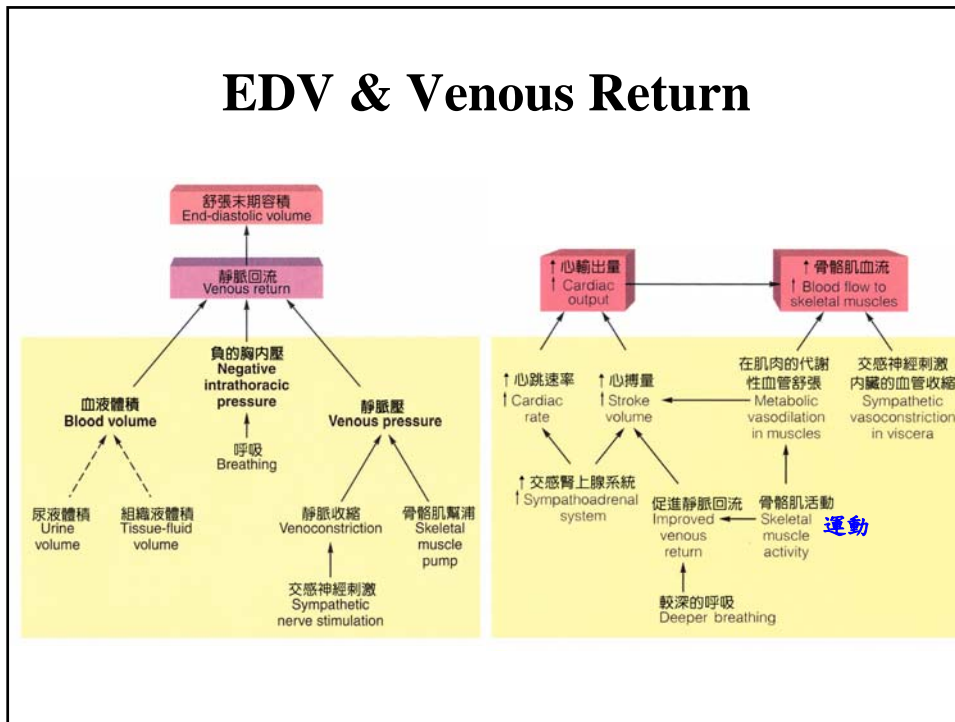 EDV & Venous Return
舒張末期容積
End-diastolic volume
靜脈回流
Venous return
負的胸內壓
Negative
intrathoracic
pressure
血液體積
Blood volume
靜脈壓
Venous pressure
呼吸
Breathing
尿液體積
Urine
volume
組織液體積
Tissue-fluid
volume
靜脈收縮
Venoconstriction
骨骼肌幫浦
Skeletal
muscle
pump
交感神經刺激
Sympathetic
nerve stimulation
↑心輸出量
↑ Cardiac
output
↑骨骼肌血流
↑ Blood flow to
skeletal muscles
↑心跳速率
↑ Cardiac
rate
↑心搏量
↑ Stroke
volume
在肌肉的代謝
性血管舒張
Metabolic
vasodilation
in muscles
交感神經刺激
內臟的血管收縮
Sympathetic
vasoconstriction
in viscera
↑交感腎上腺系統
↑ Sympathoadrenal
system
促進靜脈回流
Improved
venous
return
骨骼肌活動
Skeletal
muscle
activity
運動
較深的呼吸
Deeper breathing